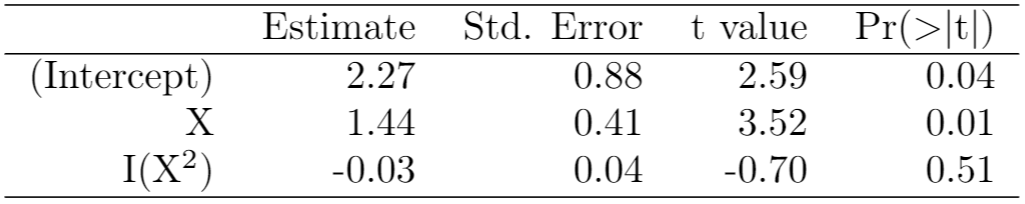 Estimate Std. Error t value Pr(>|t|)
(Intercept) 2.27 0.88 2.59 0.04
X 1.44 0.41 3.52 0.01
I(X²) -0.03 0.04 -0.70 0.51